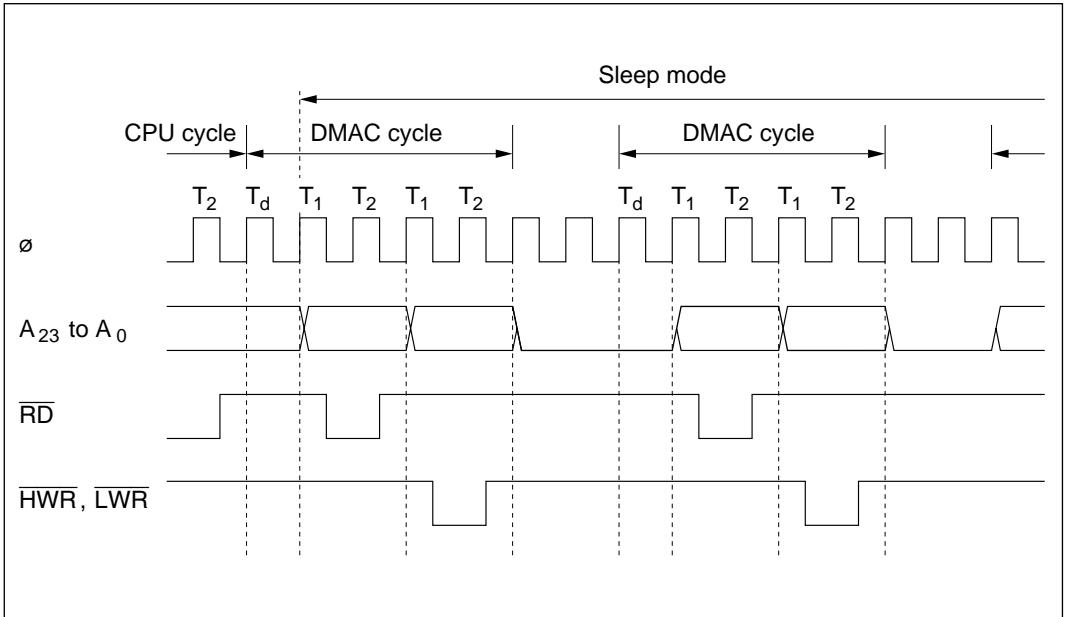 Sleep mode
CPU cycle DMAC cycle DMAC cycle
T2 Td T1 T2 T1 T2 Td T1 T2 T1 T2
ø
A23 to A0
RD
HWR, LWR